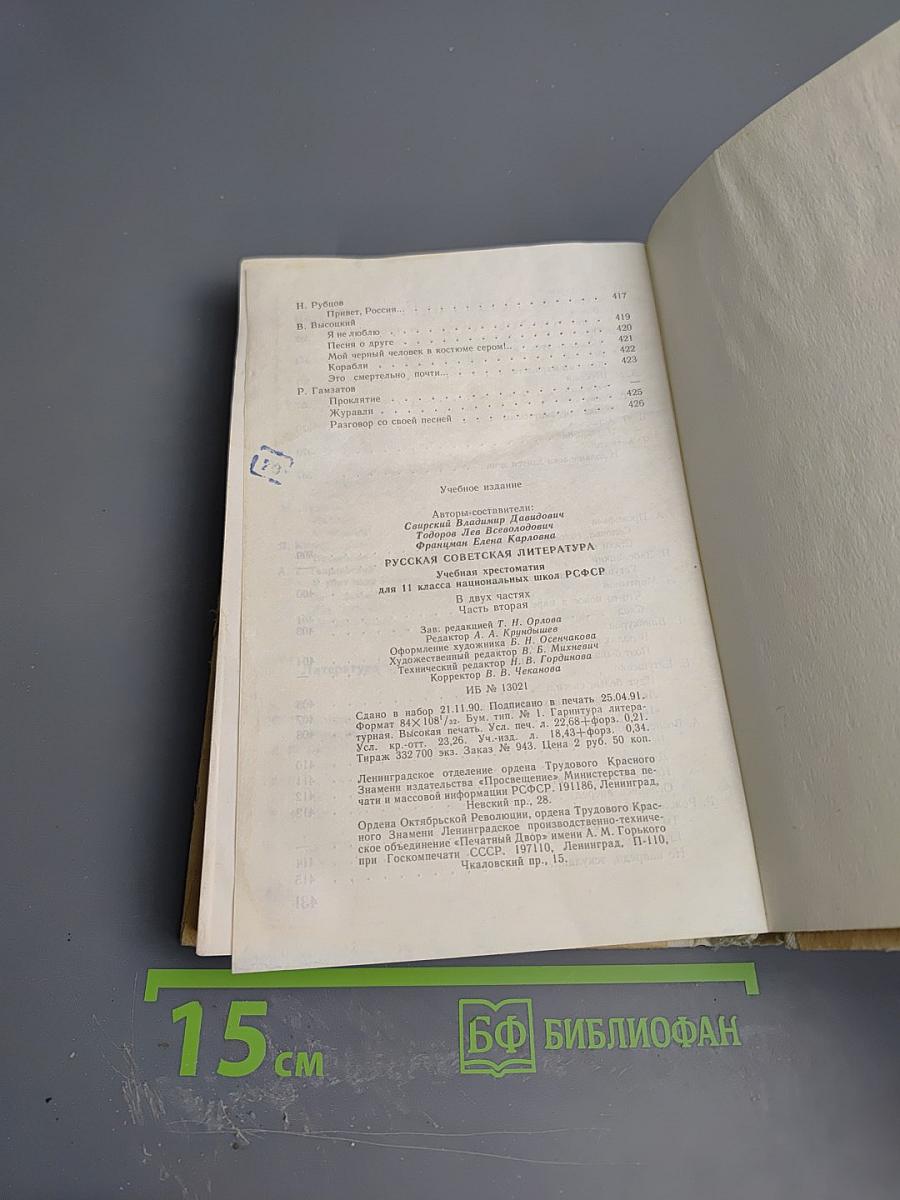 Н. Рубцов
Привет, Россия... 417
В. Высоцкий
Я не люблю 419
Песня о друге 420
Мой черный человек в костюме сером!.. 421
Корабли 422
Это смертельно почти... 423
Р. Гамзатов
Проклятие —
Журавли 425
Разговор со своей песней 426
Учебное издание
Авторы-составители:
Свирский Владимир Давидович
Тодоров Лев Всеволодович
Францман Елена Карловна
РУССКАЯ СОВЕТСКАЯ ЛИТЕРАТУРА
Учебная хрестоматия
для 11 класса национальных школ РСФСР
В двух частях
Часть вторая
Зав. редакцией Т. Н. Орлова
Редактор А. А. Крундышев
Оформление художника Б. Н. Осенчакова
Художественный редактор В. Б. Михневич
Технический редактор Н. В. Гординова
Корректор В. В. Чеканова
ИБ № 13021
Сдано в набор 21.11.90. Подписано в печать 25.04.91.
Формат 84×108¹/₃₂. Бум. тип. № 1. Гарнитура литера-
турная. Высокая печать. Усл. печ. л. 22,68+форз. 0,21.
Усл. кр.-отт. 23,26. Уч.-изд. л. 18,43+форз. 0,34.
Тираж 332 700 экз. Заказ № 943. Цена 2 руб. 50 коп.
Ленинградское отделение ордена Трудового Красного
Знамени издательства «Просвещение» Министерства пе-
чати и массовой информации РСФСР. 191186, Ленинград,
Невский пр., 28.
Ордена Октябрьской Революции, ордена Трудового Крас-
ного Знамени Ленинградское производственно-техниче-
ское объединение «Печатный Двор» имени А. М. Горького
при Госкомпечати СССР. 197110, Ленинград, П-110,
Чкаловский пр., 15.
15 см
БФ БИБЛИОФАН